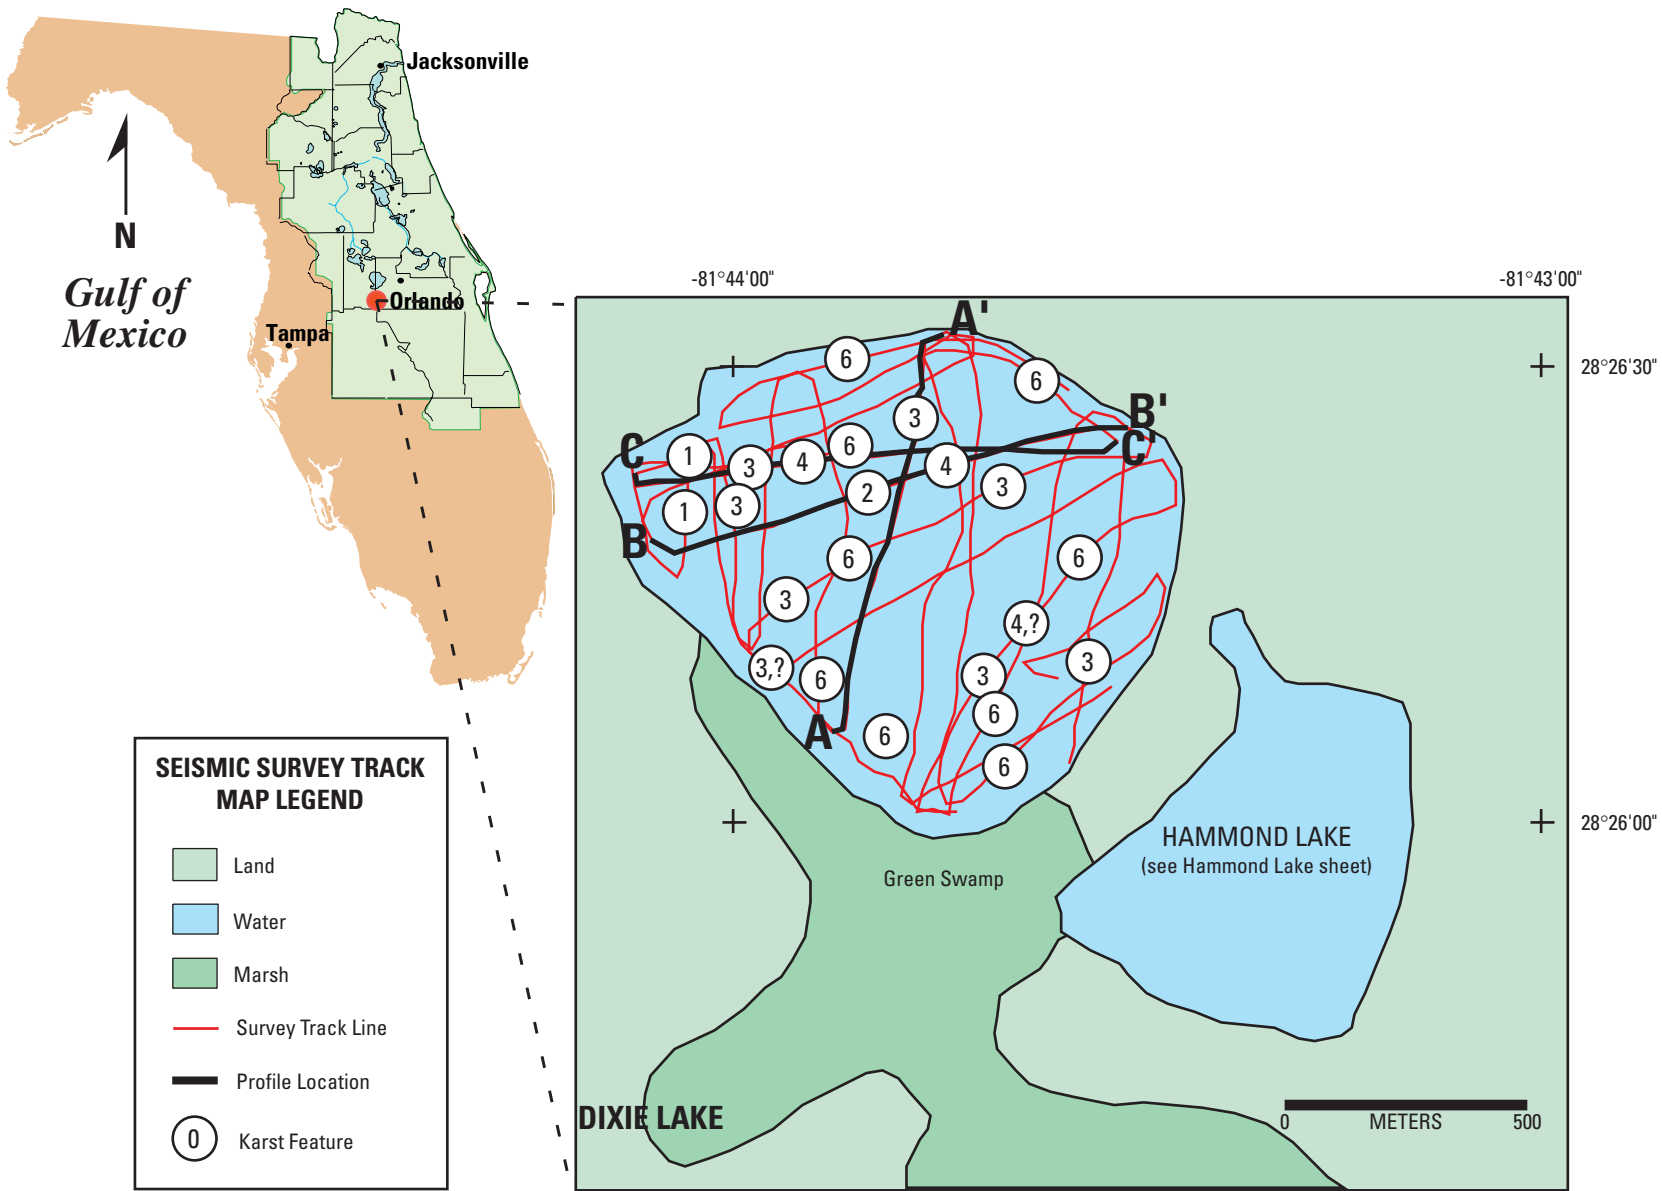 Jacksonville
N
Gulf of
Mexico
Orlando
Tampa
-81°44'00"
-81°43'00"
28°26'30"
28°26'00"
A'
6
6
B'
3
C'
C
1
3
4
6
4
2
3
1
3
B
6
6
3
4,?
3,?
6
3
3
6
A
6
6
HAMMOND LAKE
(see Hammond Lake sheet)
Green Swamp
DIXIE LAKE
0
METERS
500
SEISMIC SURVEY TRACK
MAP LEGEND
Land
Water
Marsh
Survey Track Line
Profile Location
0
Karst Feature